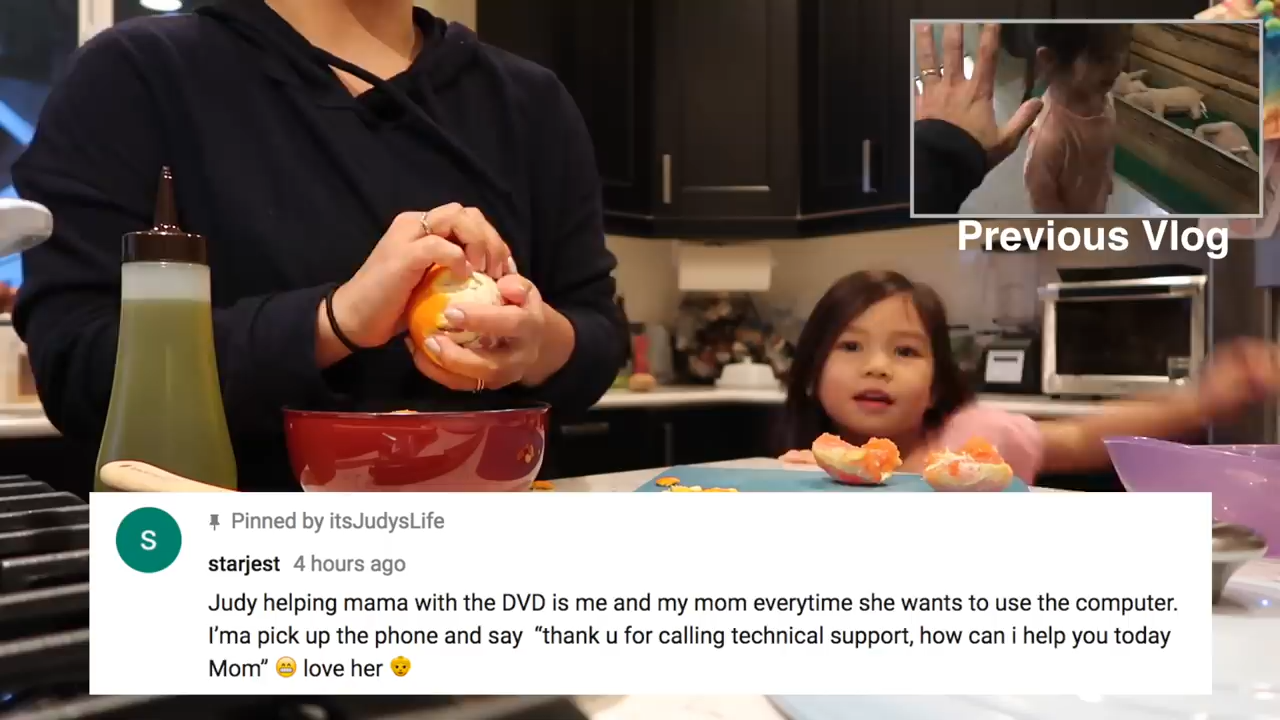 Previous Vlog
S
Pinned by itsJudysLife
starjest 4 hours ago
Judy helping mama with the DVD is me and my mom everytime she wants to use the computer.
I’ma pick up the phone and say “thank u for calling technical support, how can i help you today
Mom” 😁 love her 👵